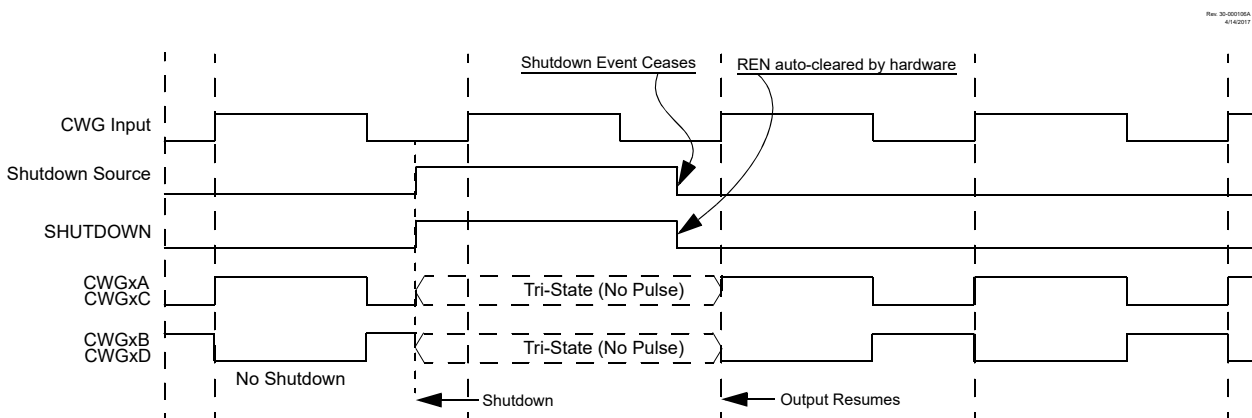 Rev. 30-000106A
4/14/2017
Shutdown Event Ceases
REN auto-cleared by hardware
CWG Input
Shutdown Source
SHUTDOWN
CWGxA
CWGxC
Tri-State (No Pulse)
CWGxB
CWGxD
Tri-State (No Pulse)
No Shutdown
Shutdown
Output Resumes